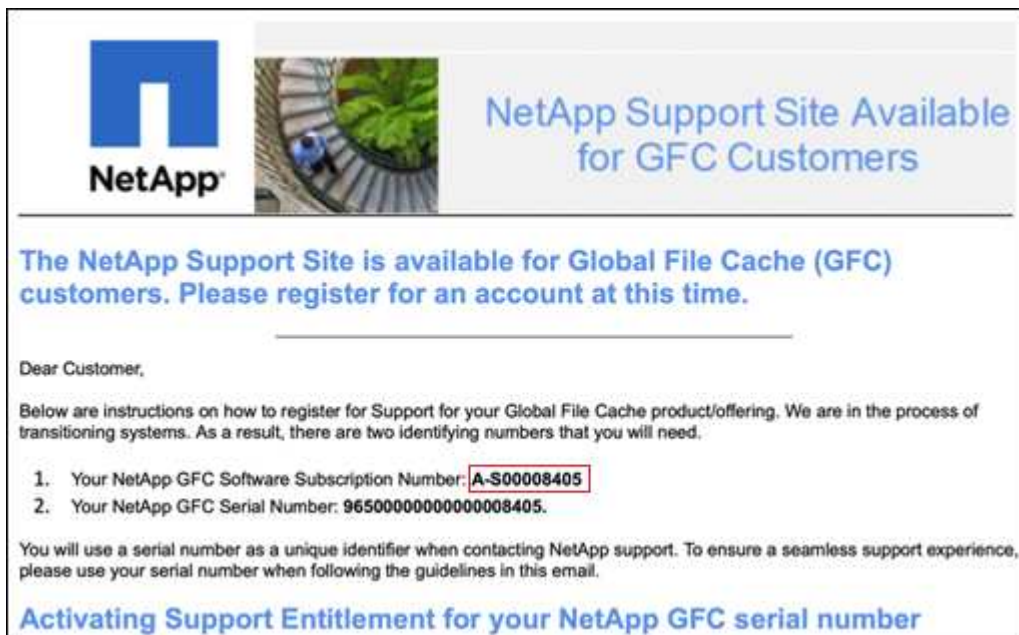 NetApp
NetApp Support Site Available
for GFC Customers
The NetApp Support Site is available for Global File Cache (GFC)
customers. Please register for an account at this time.
Dear Customer,
Below are instructions on how to register for Support for your Global File Cache product/offering. We are in the process of
transitioning systems. As a result, there are two identifying numbers that you will need.
1. Your NetApp GFC Software Subscription Number: A-S00008405
2. Your NetApp GFC Serial Number: 96500000000000008405.
You will use a serial number as a unique identifier when contacting NetApp support. To ensure a seamless support experience,
please use your serial number when following the guidelines in this email.
Activating Support Entitlement for your NetApp GFC serial number